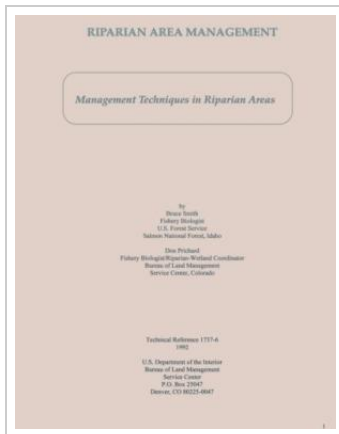 RIPARIAN AREA MANAGEMENT
Management Techniques in Riparian Areas
by
Bruce Smith
Fishery Biologist
U.S. Forest Service
Salmon National Forest, Idaho
Don Prichard
Fishery Biologist/Riparian-Wetland Coordinator
Bureau of Land Management
Service Center, Colorado
Technical Reference 1737-6
1992
U.S. Department of the Interior
Bureau of Land Management
Service Center
P.O. Box 25047
Denver, CO 80225-0047